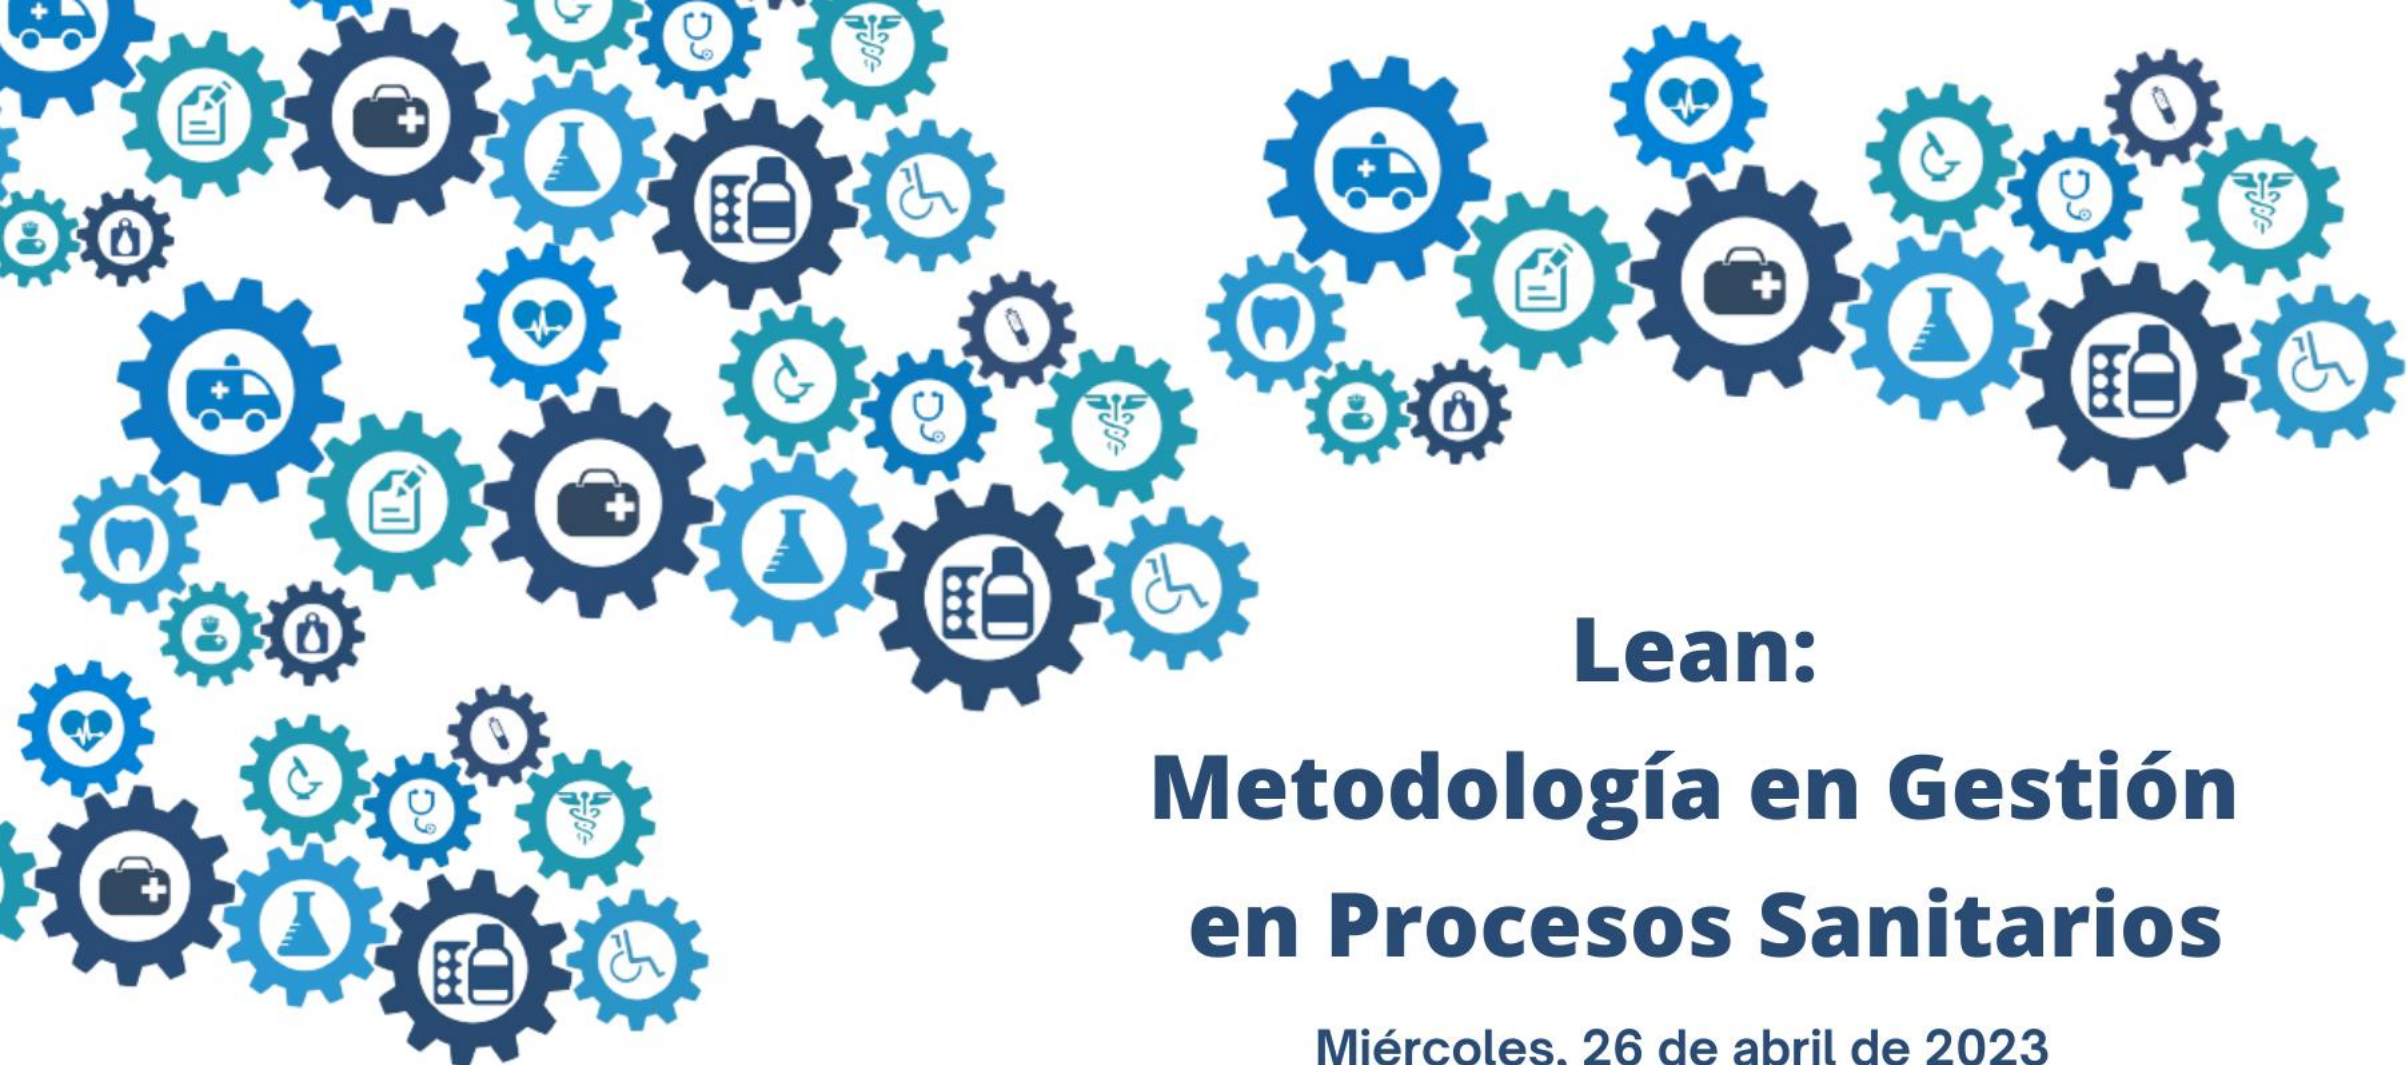 Lean:
Metodología en Gestión
en Procesos Sanitarios
Miércoles, 26 de abril de 2023